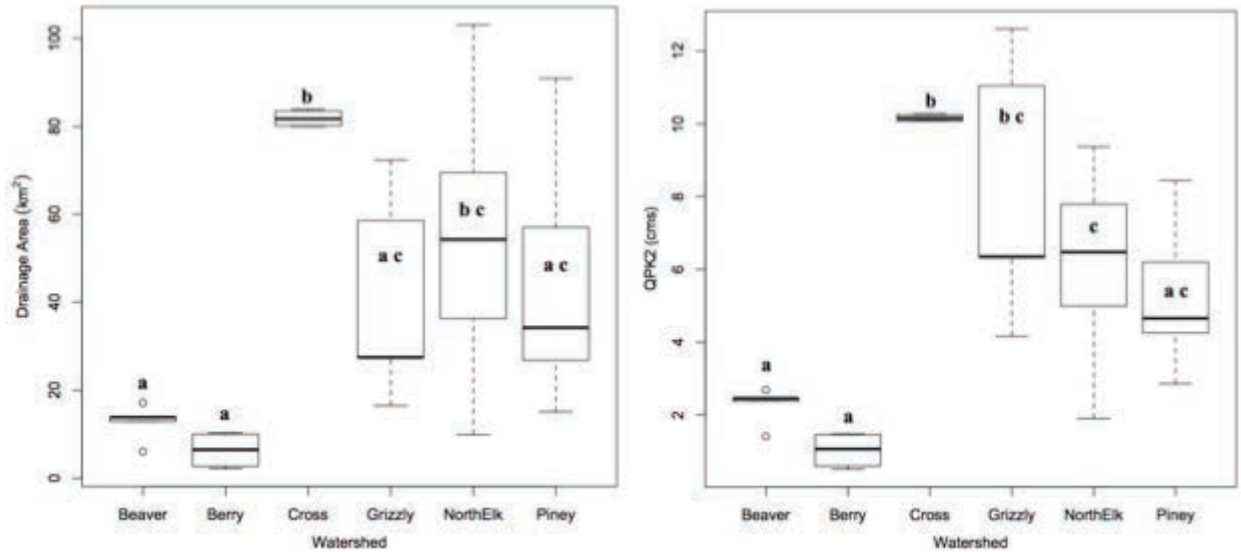 Drainage Area (km²)
100
80
60
40
20
0
a
a
b
a c
b c
a c
Beaver Berry Cross Grizzly NorthElk Piney
Watershed
QPK2 (cms)
12
10
8
6
4
2
a
a
b
b c
c
a c
Beaver Berry Cross Grizzly NorthElk Piney
Watershed